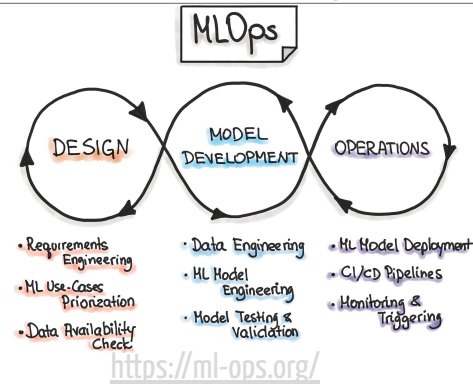 MLOps
DESIGN
MODEL
DEVELOPMENT
OPERATIONS
• Requirements
Engineering
• ML Use-Cases
Priorization
• Data Availability
Check
• Data Engineering
• ML Model
Engineering
• Model Testing &
Validation
• ML Model Deployment
• CI/CD Pipelines
• Monitoring &
Triggering
https://ml-ops.org/